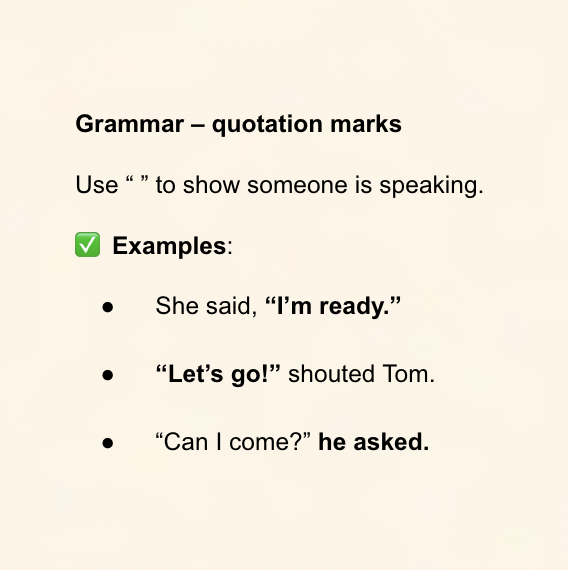 Grammar – quotation marks
Use “ ” to show someone is speaking.
✅ Examples:
● She said, “I’m ready.”
● “Let’s go!” shouted Tom.
● “Can I come?” he asked.